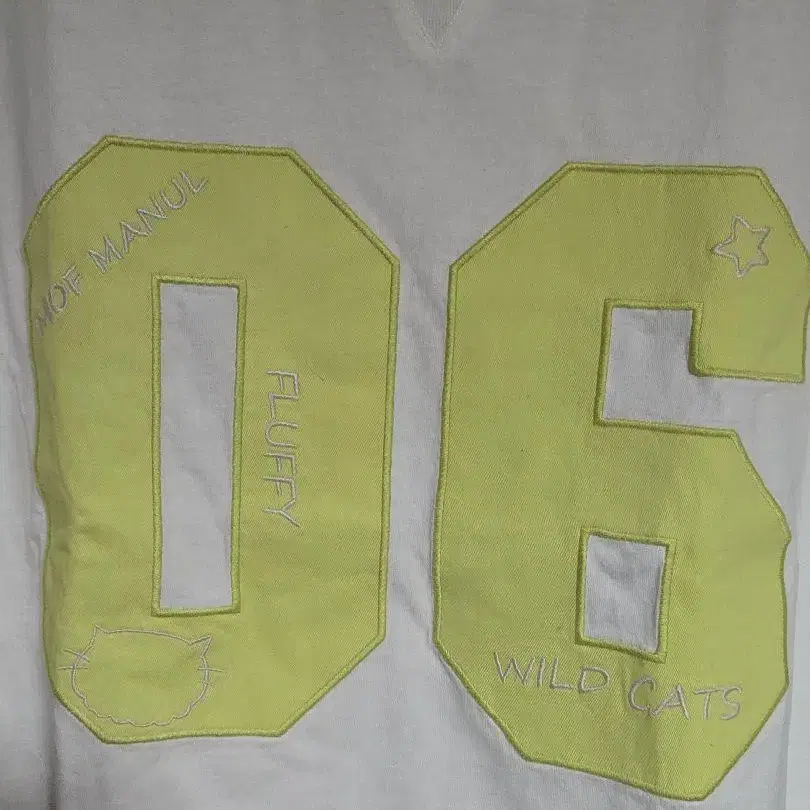 06
MOF MANUL
FLUFFY
WILD CATS